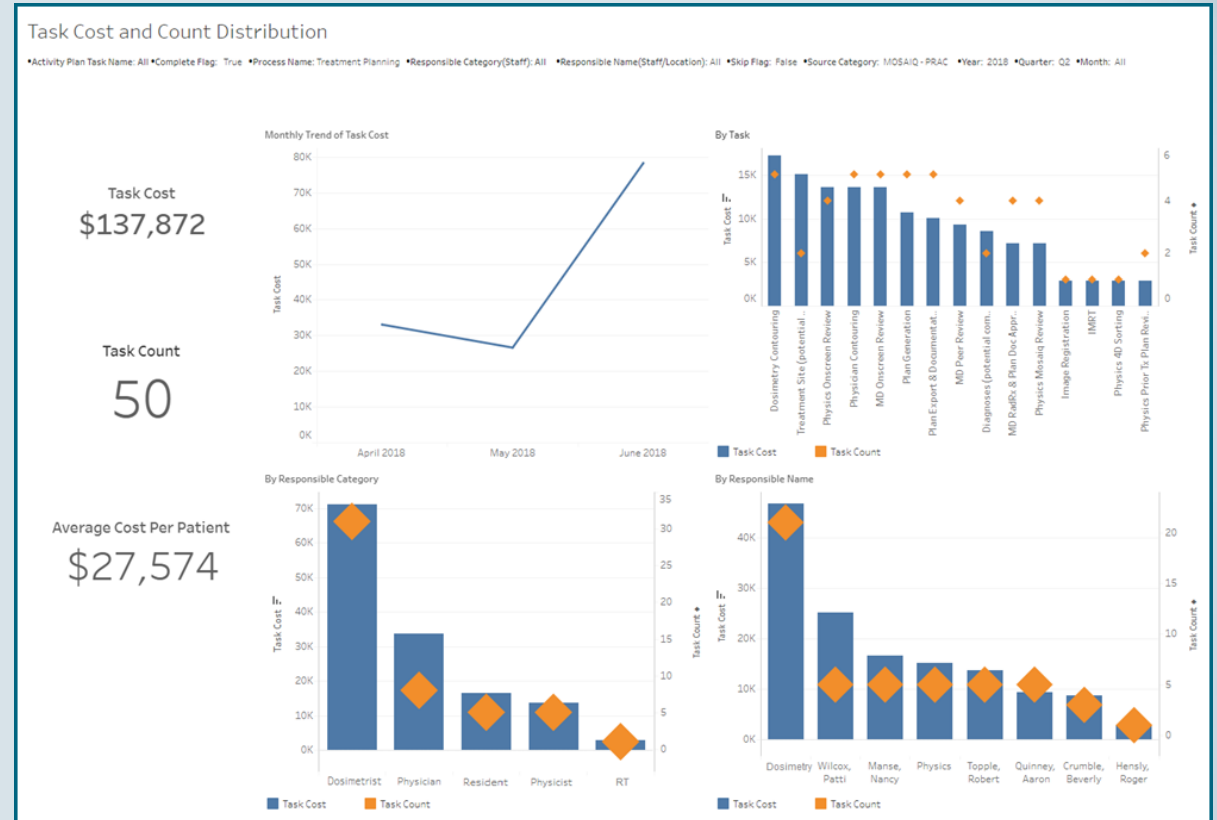 Task Cost and Count Distribution
•Activity Plan Task Name: All •Complete Flag: True •Process Name: Treatment Planning •Responsible Category(Staff): All •Responsible Name(Staff/Location): All •Skip Flag: False •Source Category: MOSAIQ - PRAC •Year: 2018 •Quarter: Q2 •Month: All
Task Cost
$137,872
Task Count
50
Average Cost Per Patient
$27,574
Monthly Trend of Task Cost
80K
70K
60K
50K
40K
30K
20K
10K
0K
Task Cost
April 2018
May 2018
June 2018
By Task
15K
10K
5K
0K
Task Cost
6
4
2
0
Task Count
Dosimetry Contouring
Treatment Site (potential ..
Physics Onscreen Review
Physician Contouring
MD Onscreen Review
Plan Generation
Plan Export & Documentat..
MD Peer Review
Diagnoses (potential com..
MD RadRx & Plan Doc Appr..
Physics Mosaiq Review
Image Registration
IMRT
Physics 4D Sorting
Physics Prior Tx Plan Revi..
Task Cost
Task Count
By Responsible Category
70K
60K
50K
40K
30K
20K
10K
0K
Task Cost
35
30
25
20
15
10
5
0
Task Count
Dosimetrist
Physician
Resident
Physicist
RT
Task Cost
Task Count
By Responsible Name
40K
30K
20K
10K
0K
Task Cost
20
15
10
5
0
Task Count
Dosimetry
Wilcox,
Patti
Manse,
Nancy
Physics
Topple,
Robert
Quinney,
Aaron
Crumble,
Beverly
Hensly,
Roger
Task Cost
Task Count